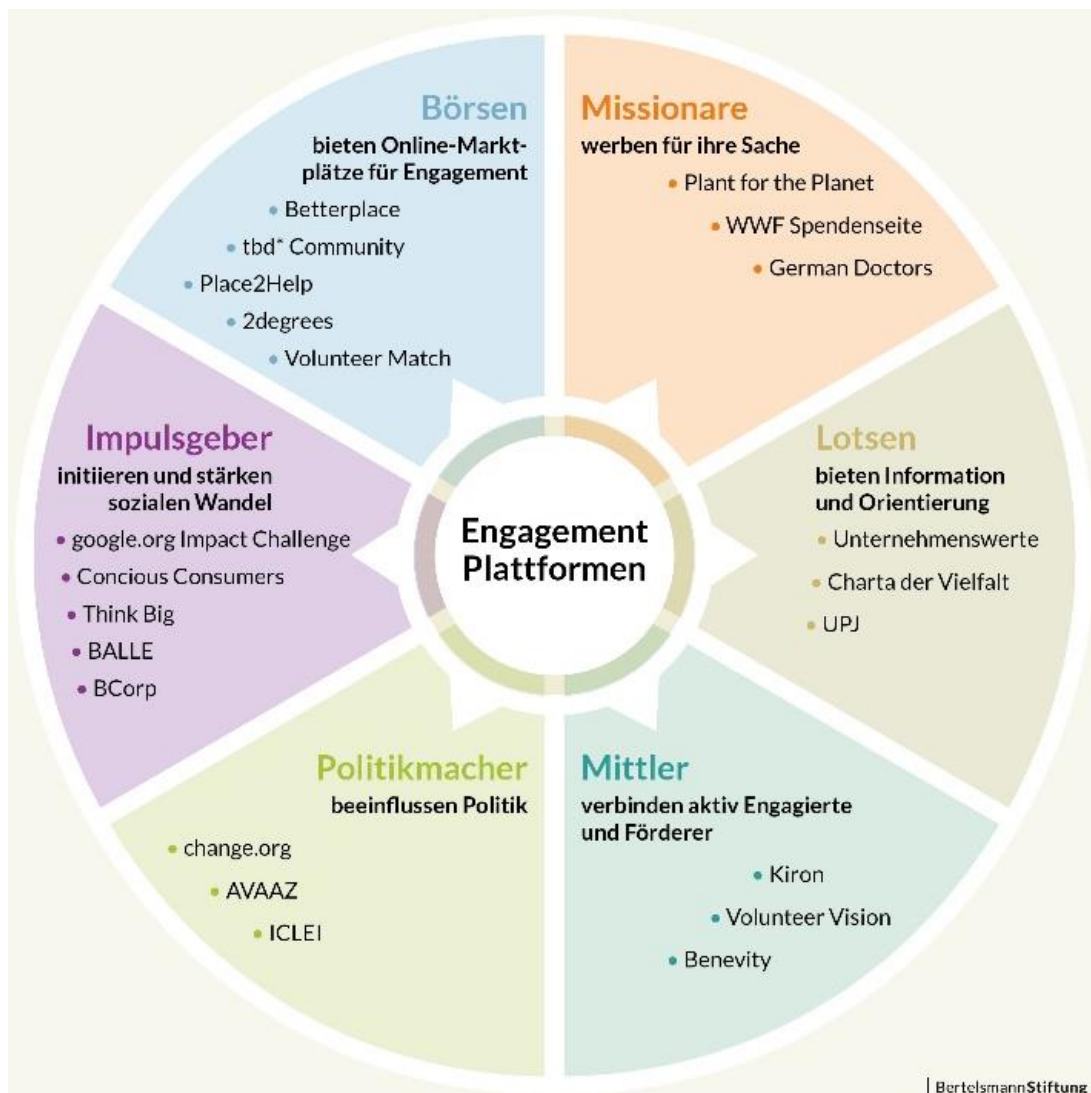 Börsen
bieten Online-Markt-
plätze für Engagement
• Betterplace
• tbd* Community
• Place2Help
• 2degrees
• Volunteer Match
Missionare
werben für ihre Sache
• Plant for the Planet
• WWF Spendenseite
• German Doctors
Impulsgeber
initiieren und stärken
sozialen Wandel
• google.org Impact Challenge
• Concious Consumers
• Think Big
• BALLE
• BCorp
Engagement
Plattformen
Lotsen
bieten Information
und Orientierung
• Unternehmenswerte
• Charta der Vielfalt
• UPJ
Politikmacher
beeinflussen Politik
• change.org
• AVAAZ
• ICLEI
Mittler
verbinden aktiv Engagierte
und Förderer
• Kiron
• Volunteer Vision
• Benevity
BertelsmannStiftung